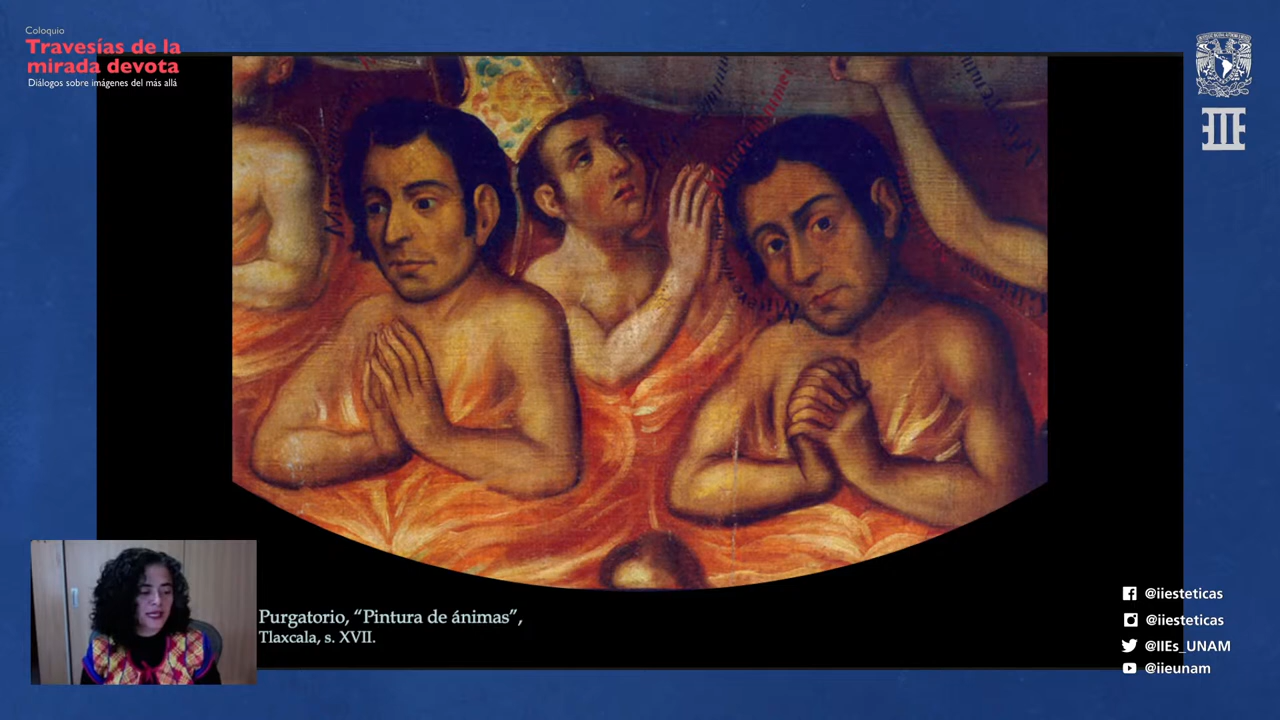 Coloquio
Travesías de la
mirada devota
Diálogos sobre imágenes del más allá
Purgatorio, “Pintura de ánimas”,
Tlaxcala, s. XVII.
@iiesteticas
@iiesteticas
@IIEs_UNAM
@iieunam